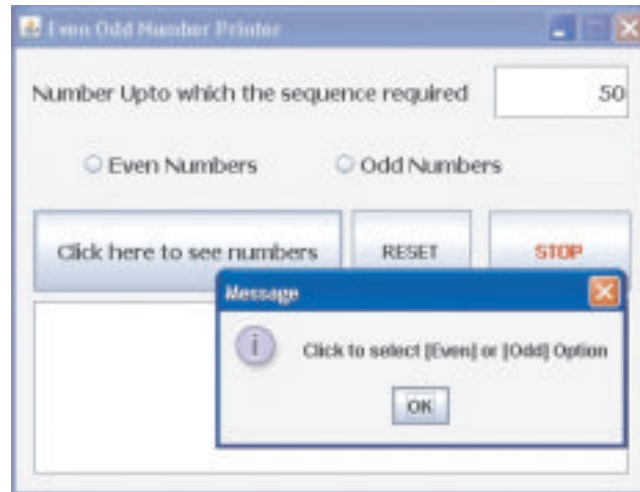 Even Odd Number Printer
Number Upto which the sequence required 50
Even Numbers Odd Numbers
Click here to see numbers RESET STOP
Message
Click to select [Even] or [Odd] Option
OK